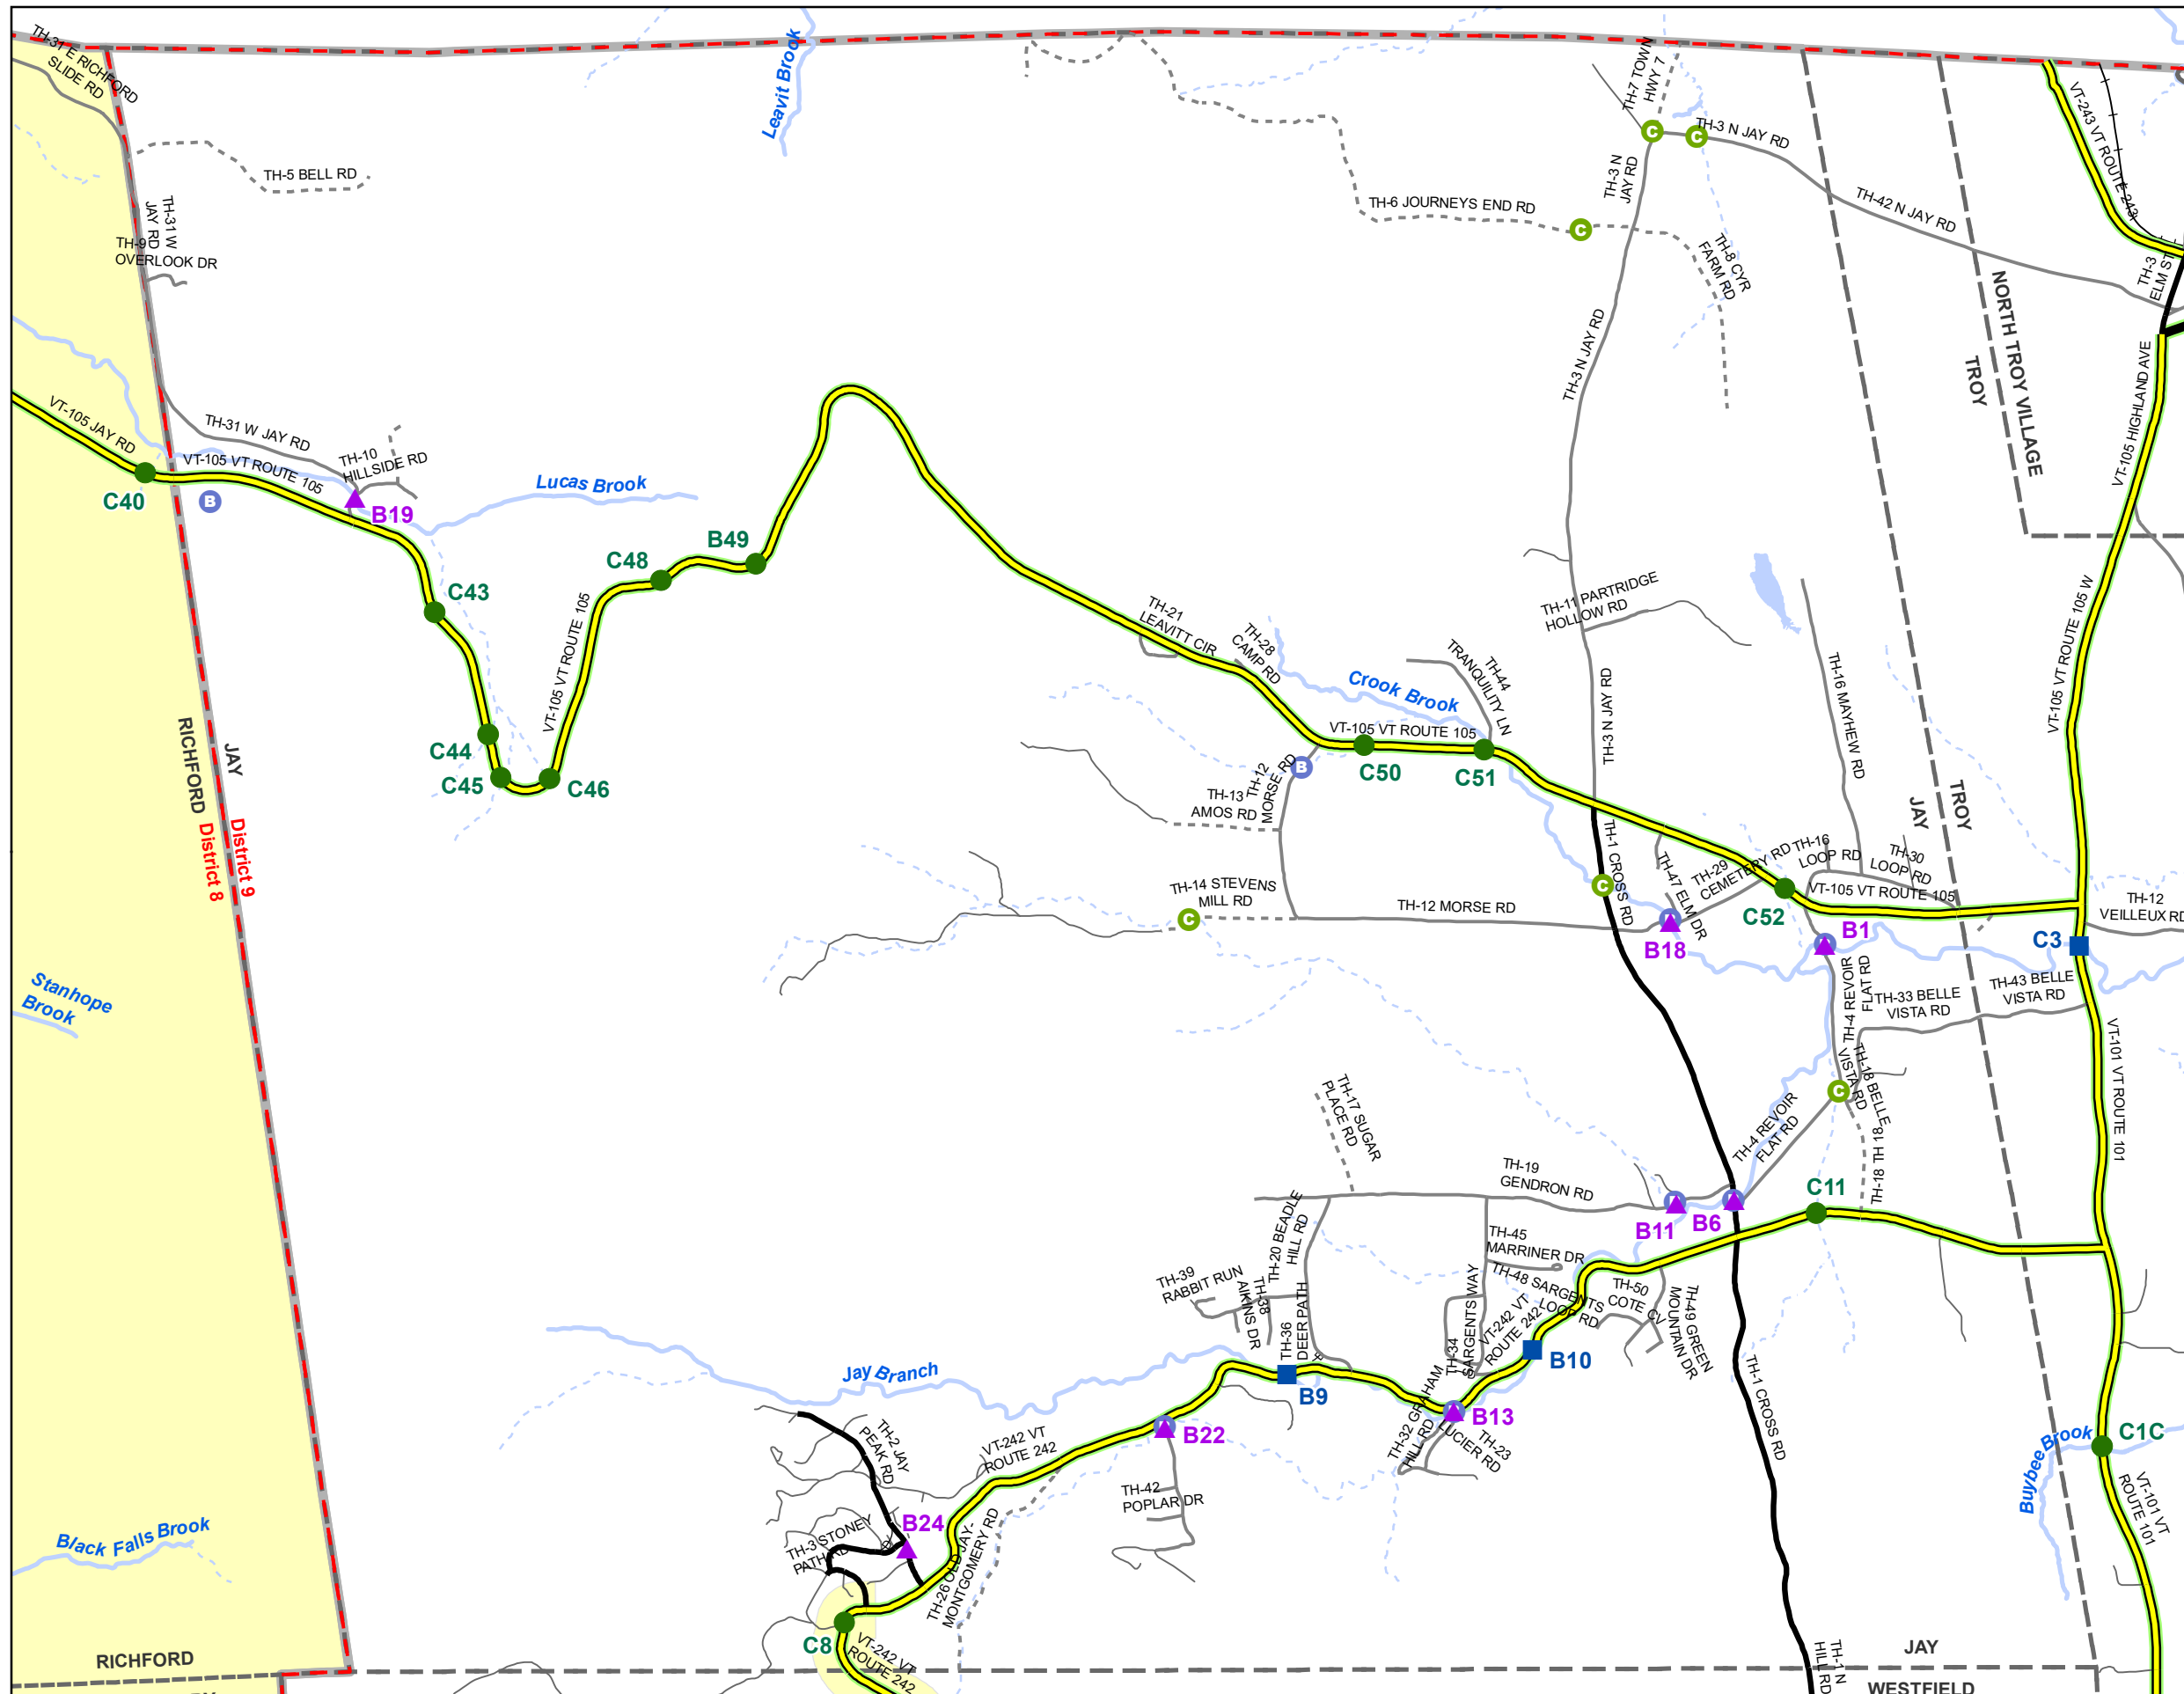 TH-31 E RICHFORD
SLIDE RD
Leavit Brook
TH-7 TOWN
HWY 7
C
C
TH-3 N JAY RD
VT-243 VT ROUTE 243
TH-5 BELL RD
TH-3 N
JAY RD
TH-6 JOURNEYS END RD
C
TH-42 N JAY RD
TH-31 W
JAY RD
TH-9
OVERLOOK DR
TH-8 CYR
FARM RD
TH-3
ELM ST
NORTH TROY VILLAGE
TROY
TH-3 N JAY RD
VT-105 HIGHLAND AVE
VT-105 JAY RD
TH-31 W JAY RD
TH-10
HILLSIDE RD
VT-105 VT ROUTE 105
C40
B
B19
Lucas Brook
B49
C48
C43
VT-105 VT ROUTE 105
TH-21
LEAVITT CIR
TH-28
CAMP RD
TH-11 PARTRIDGE
HOLLOW RD
VT-105 VT ROUTE 105 W
Crook Brook
TH-44
TRANQUILITY LN
TH-3 N JAY RD
TH-16 MAYHEW RD
VT-105 VT ROUTE 105
RICHFORD
JAY
C44
C45
C46
B
C50
C51
TH-12
MORSE RD
TH-13
AMOS RD
JAY
TROY
District 8
District 9
TH-1 CROSS RD
TH-47 ELM DR
TH-29
CEMETERY RD
TH-16
LOOP RD
TH-30
LOOP RD
VT-105 VT ROUTE 105
C
TH-14 STEVENS
MILL RD
C
TH-12 MORSE RD
C52
B18
B1
C3
TH-12
VEILLEUX RD
Stanhope
Brook
TH-4 REVOIR
FLAT RD
TH-33 BELLE
VISTA RD
TH-43 BELLE
VISTA RD
VT-101 VT ROUTE 101
TH-18 BELLE
VISTA RD
C
TH-17 SUGAR
PLACE RD
TH-4 REVOIR
FLAT RD
TH-18 TH 18
TH-19
GENDRON RD
B11
B6
C11
TH-20 BEADLE
HILL RD
TH-45
MARRINER DR
TH-39
RABBIT RUN
TH-38
AIKINS DR
TH-36
DEER PATH
TH-48 SARGENTS
LOOP RD
TH-50
COTE CV
TH-49 GREEN
MOUNTAIN DR
TH-34
SARGENTS WAY
VT-242 VT
ROUTE 242
B10
Jay Branch
B9
B13
TH-32 GRAHAM
HILL RD
TH-23
LUCIER RD
TH-1 CROSS RD
B22
TH-2 JAY
PEAK RD
VT-242 VT
ROUTE 242
C1C
Buybee Brook
VT-101 VT
ROUTE 101
TH-42
POPLAR DR
Black Falls Brook
TH-3 STONEY
PATH RD
B24
TH-26 OLD JAY-
MONTGOMERY RD
C8
VT-242 VT
ROUTE 242
RICHFORD
TH-1 N
HILL RD
JAY
WESTFIELD